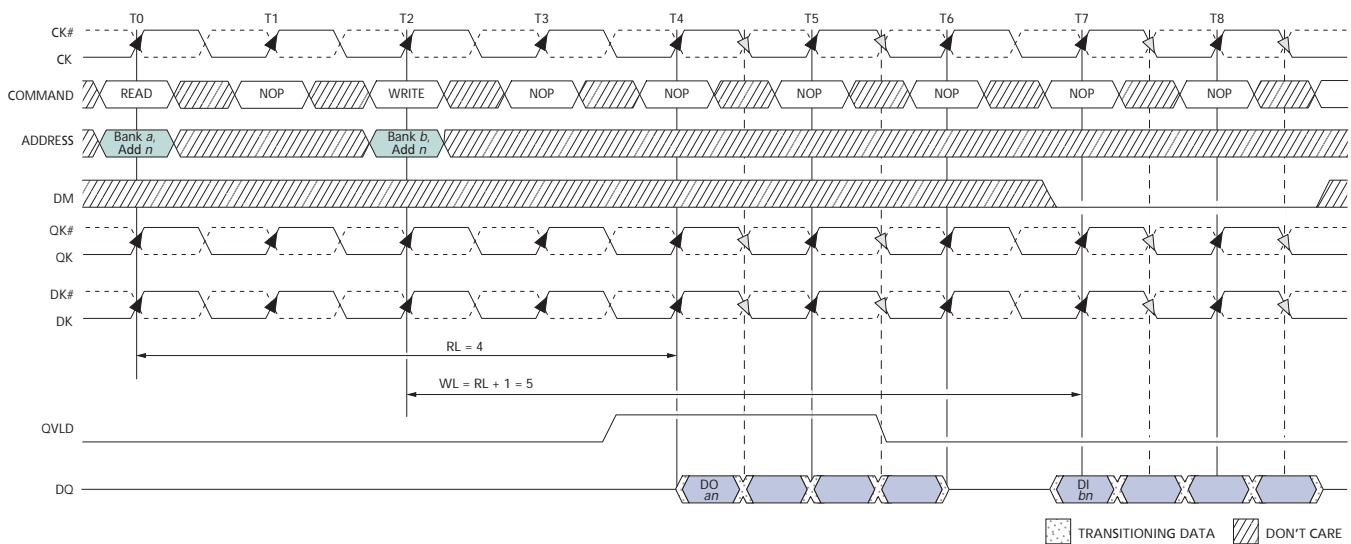 T0 T1 T2 T3 T4 T5 T6 T7 T8
CK#
CK
COMMAND READ NOP WRITE NOP NOP NOP NOP NOP NOP
ADDRESS Bank a, Add n Bank b, Add n
DM
QK#
QK
DK#
DK
RL = 4
WL = RL + 1 = 5
QVLD
DQ DO an DI bn
TRANSITIONING DATA DON'T CARE